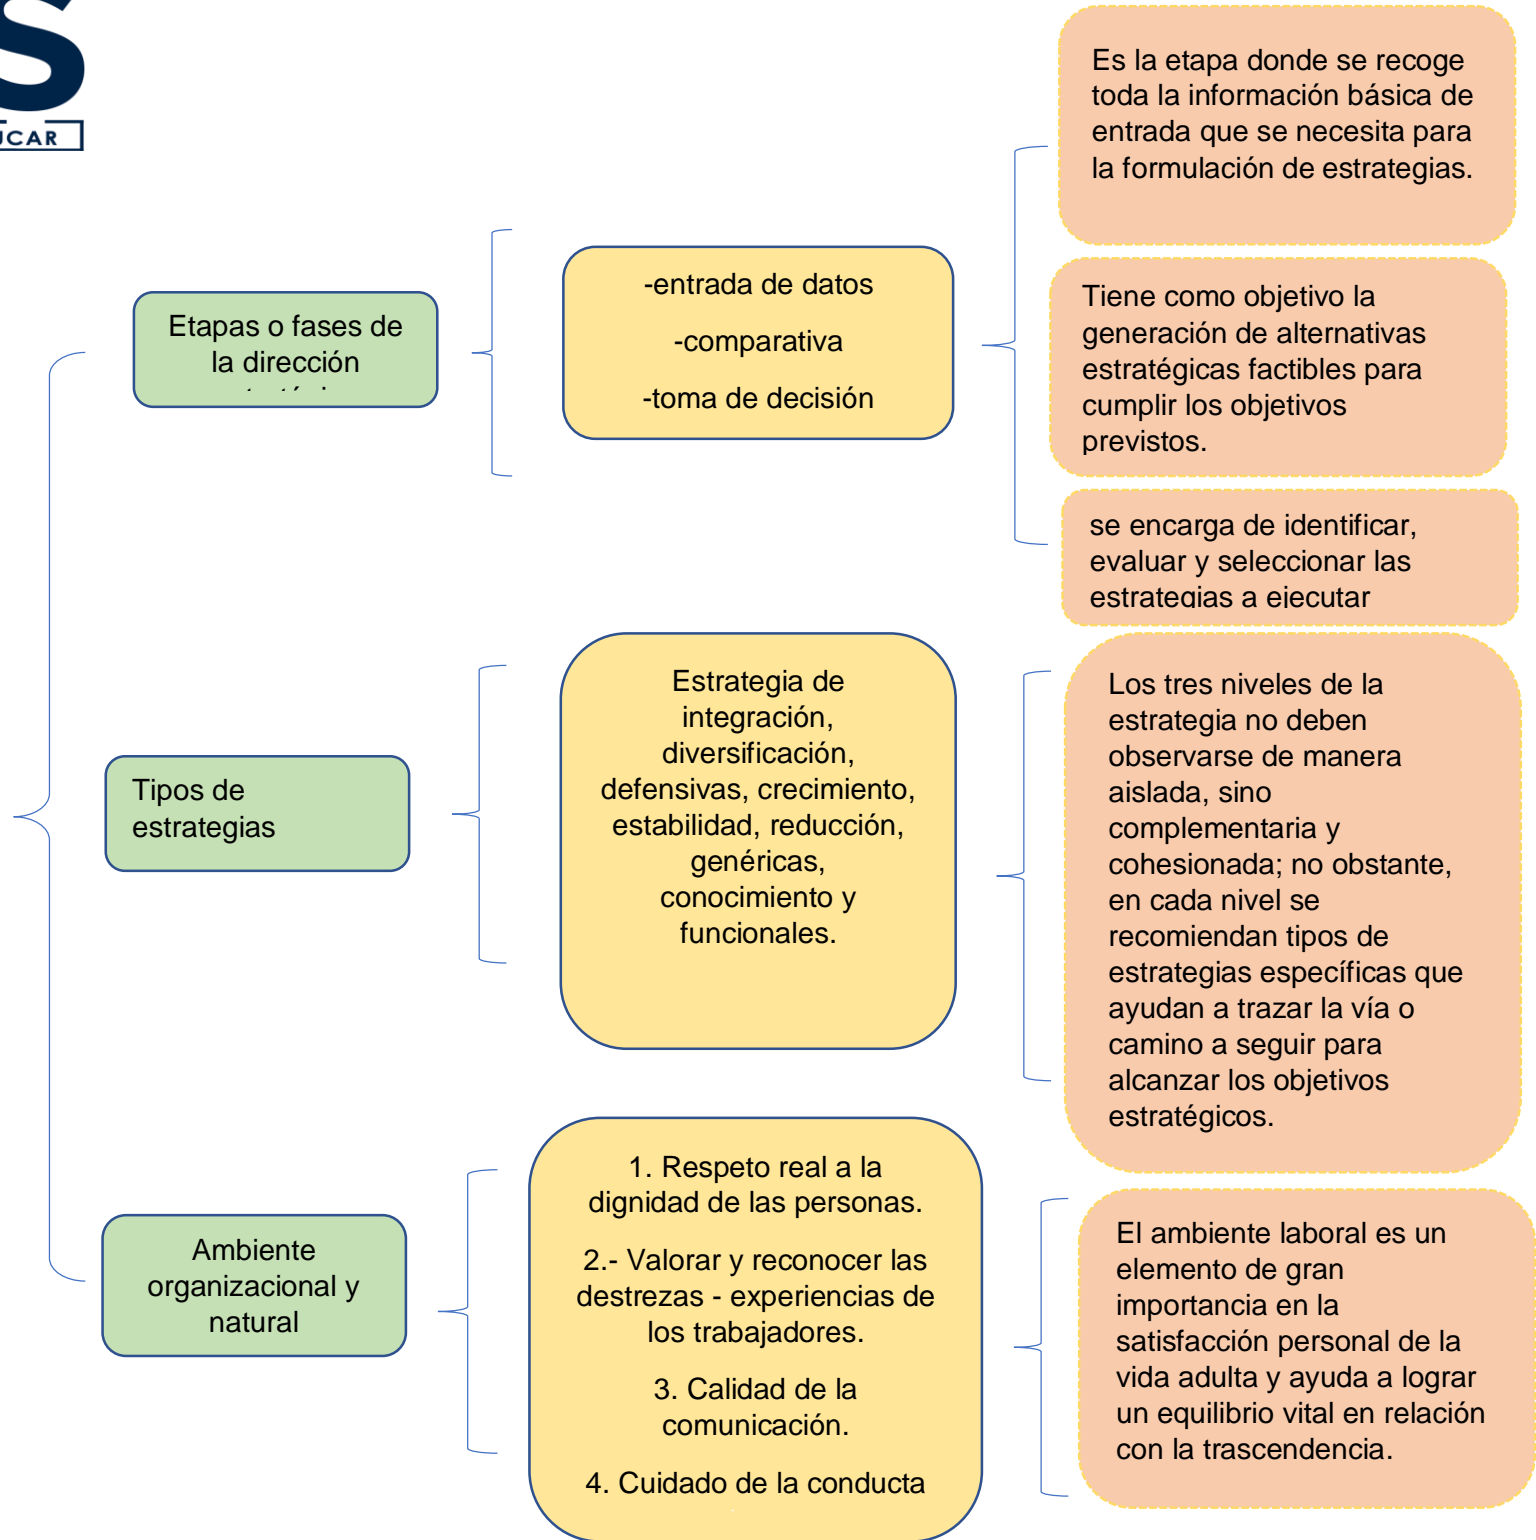 S
UCAR
Es la etapa donde se recoge
toda la información básica de
entrada que se necesita para
la formulación de estrategias.
Etapas o fases de
la dirección
-entrada de datos
-comparativa
-toma de decisión
Tiene como objetivo la
generación de alternativas
estratégicas factibles para
cumplir los objetivos
previstos.
se encarga de identificar,
evaluar y seleccionar las
estrategias a ejecutar
Tipos de
estrategias
Estrategia de
integración,
diversificación,
defensivas, crecimiento,
estabilidad, reducción,
genéricas,
conocimiento y
funcionales.
Los tres niveles de la
estrategia no deben
observarse de manera
aislada, sino
complementaria y
cohesionada; no obstante,
en cada nivel se
recomiendan tipos de
estrategias específicas que
ayudan a trazar la vía o
camino a seguir para
alcanzar los objetivos
estratégicos.
Ambiente
organizacional y
natural
1. Respeto real a la
dignidad de las personas.
2.- Valorar y reconocer las
destrezas - experiencias de
los trabajadores.
3. Calidad de la
comunicación.
4. Cuidado de la conducta
El ambiente laboral es un
elemento de gran
importancia en la
satisfacción personal de la
vida adulta y ayuda a lograr
un equilibrio vital en relación
con la trascendencia.